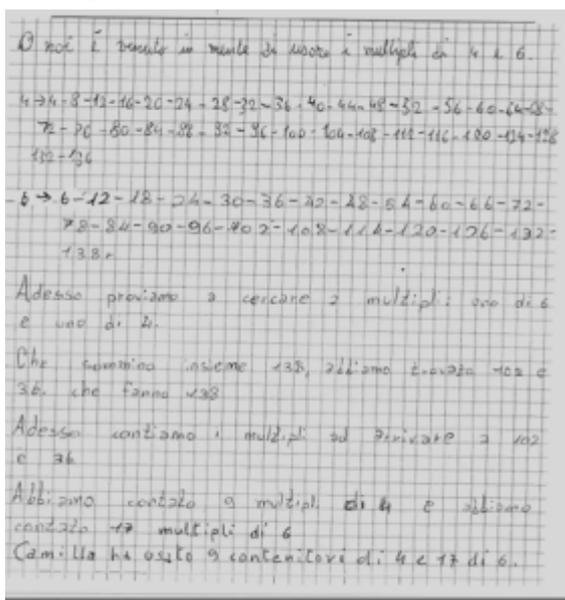 A noi è venuto in mente di usare i multipli di 4 e 6.
4→4-8-12-16-20-24-28-32-36-40-44-48-52-56-60-64-68-
72-76-80-84-88-92-96-100-104-108-112-116-120-124-128
132-136
6→6-12-18-24-30-36-42-48-54-60-66-72-
78-84-90-96-102-108-114-120-126-132-
138.
Adesso proviamo a cercare 2 multipli: uno di 6
e uno di 4.
Che sommino insieme 138, abbiamo trovato 102 e
36. che fanno 138
Adesso contiamo i multipli ad arrivare a 102
e 36
Abbiamo contato 9 multipli di 4 e abbiamo
contato 17 multipli di 6
Camilla ha usato 9 contenitori di 4 e 17 di 6.